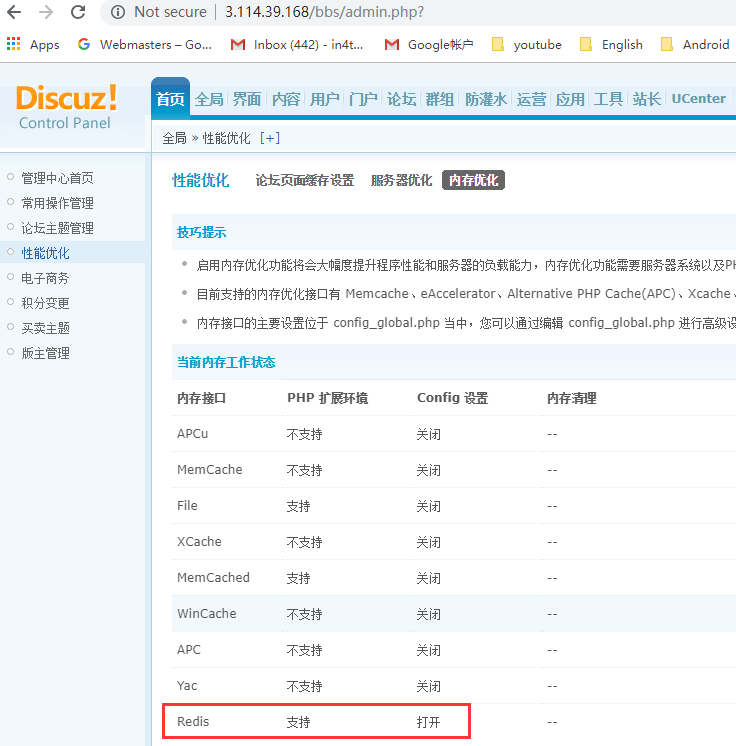 Not secure | 3.114.39.168/bbs/admin.php?
Apps Webmasters – Go... Inbox (442) - in4t... Google帐户 youtube English Android
Discuz!
Control Panel
首页 全局 界面 内容 用户 门户 论坛 群组 防灌水 运营 应用 工具 站长 UCenter
全局 » 性能优化 [+]
管理中心首页
常用操作管理
论坛主题管理
性能优化
电子商务
积分变更
买卖主题
版主管理
性能优化 论坛页面缓存设置 服务器优化 内存优化
技巧提示
启用内存优化功能将会大幅度提升程序性能和服务器的负载能力，内存优化功能需要服务器系统以及PH
目前支持的内存优化接口有 Memcache、eAccelerator、Alternative PHP Cache(APC)、Xcache、
内存接口的主要设置位于 config_global.php 当中，您可以通过编辑 config_global.php 进行高级设
当前内存工作状态
内存接口 PHP 扩展环境 Config 设置 内存清理
APCu 不支持 关闭 --
MemCache 不支持 关闭 --
File 支持 关闭 --
XCache 不支持 关闭 --
MemCached 支持 关闭 --
WinCache 不支持 关闭 --
APC 不支持 关闭 --
Yac 不支持 关闭 --
Redis 支持 打开 --